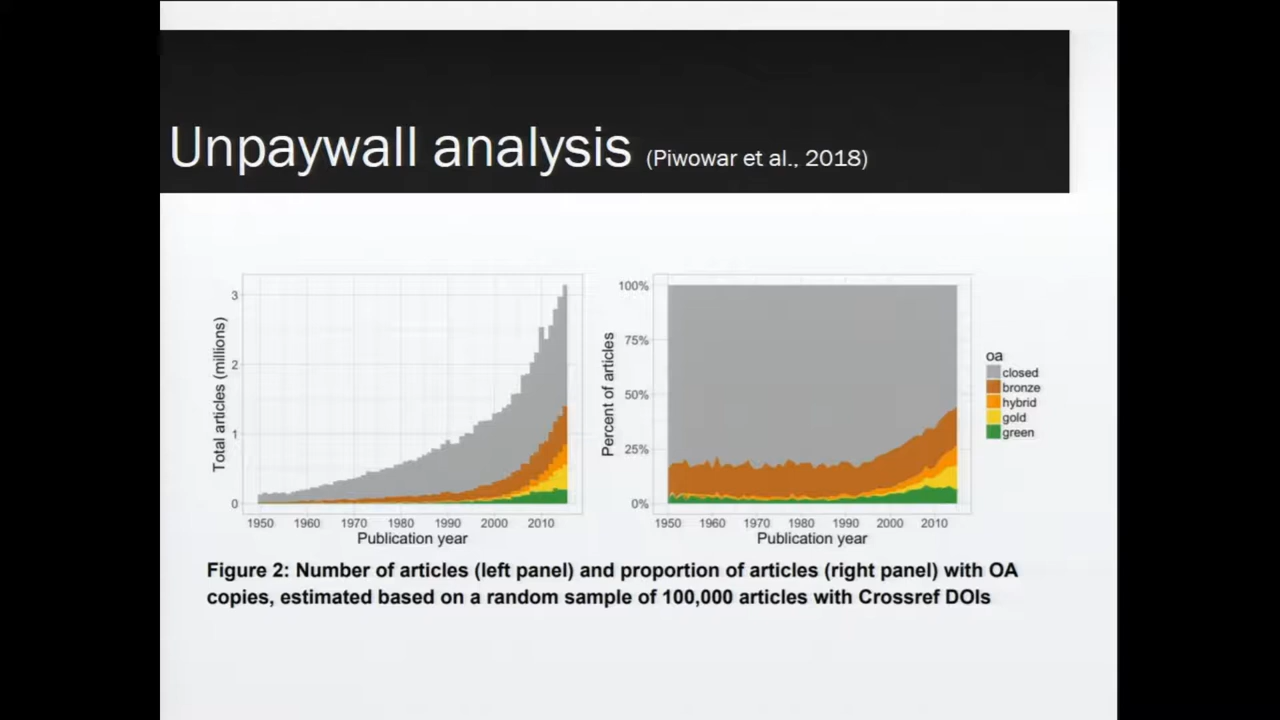 Unpaywall analysis (Piwowar et al., 2018)
Total articles (millions)
3
2
1
0
1950 1960 1970 1980 1990 2000 2010
Publication year
Percent of articles
100%
75%
50%
25%
0%
1950 1960 1970 1980 1990 2000 2010
Publication year
oa
closed
bronze
hybrid
gold
green
Figure 2: Number of articles (left panel) and proportion of articles (right panel) with OA
copies, estimated based on a random sample of 100,000 articles with Crossref DOIs